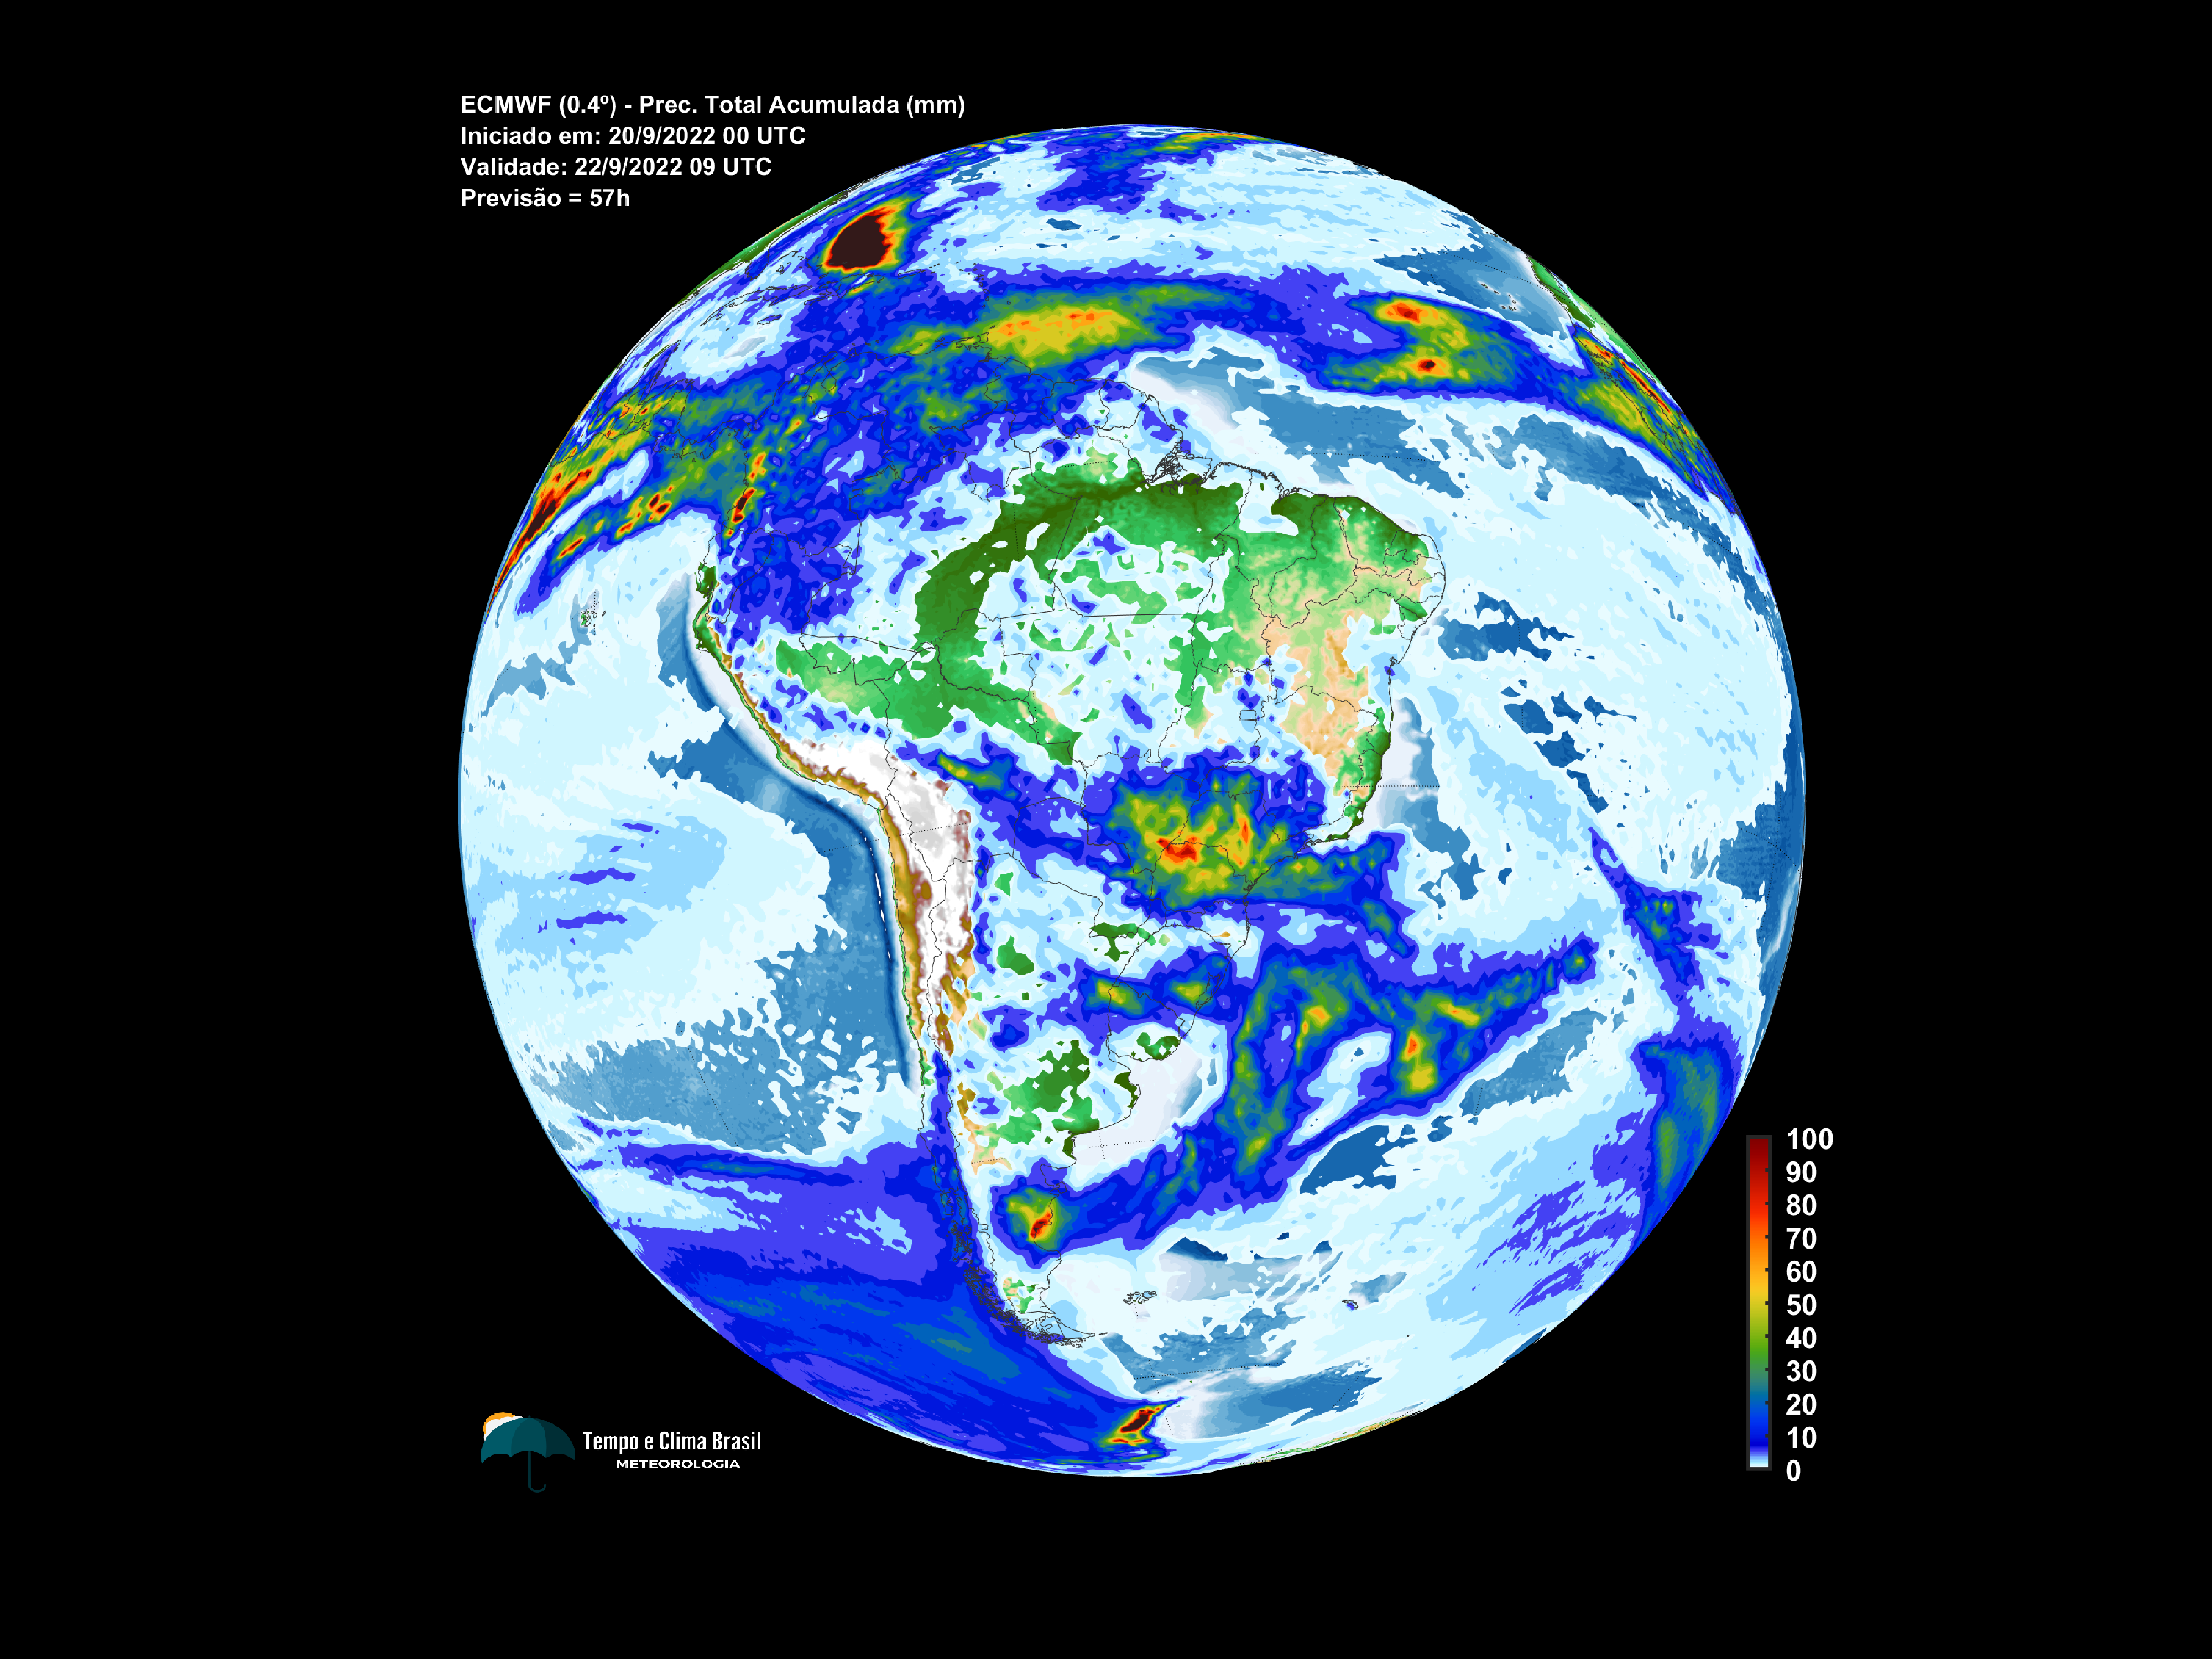 ECMWF (0.4º) - Prec. Total Acumulada (mm)
Iniciado em: 20/9/2022 00 UTC
Validade: 22/9/2022 09 UTC
Previsão = 57h
100
90
80
70
60
50
40
30
20
10
0
Tempo e Clima Brasil
METEOROLOGIA